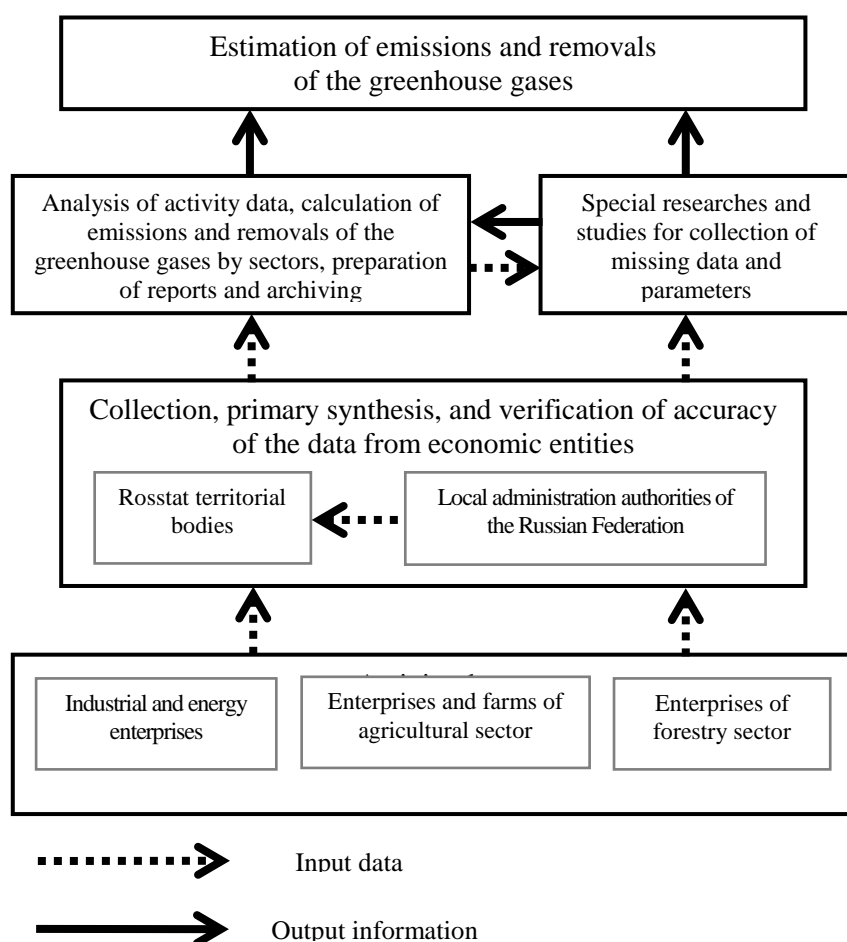 Estimation of emissions and removals
of the greenhouse gases
Analysis of activity data, calculation of
emissions and removals of the
greenhouse gases by sectors, preparation
of reports and archiving
Special researches and
studies for collection of
missing data and
parameters
Collection, primary synthesis, and verification of accuracy
of the data from economic entities
Rosstat territorial
bodies
Local administration authorities of
the Russian Federation
Industrial and energy
enterprises
Enterprises and farms of
agricultural sector
Enterprises of
forestry sector
Input data
Output information